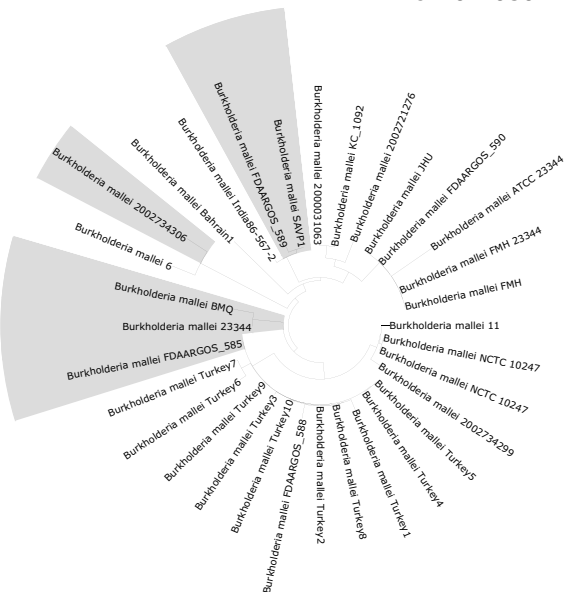 Burkholderia mallei 2000031063
Burkholderia mallei KC_1092
Burkholderia mallei 2002721276
Burkholderia mallei JHU
Burkholderia mallei FDAARGOS_590
Burkholderia mallei ATCC 23344
Burkholderia mallei FMH 23344
Burkholderia mallei FMH
Burkholderia mallei 11
Burkholderia mallei NCTC 10247
Burkholderia mallei NCTC 10247
Burkholderia mallei 2002734299
Burkholderia mallei Turkey5
Burkholderia mallei Turkey4
Burkholderia mallei Turkey1
Burkholderia mallei Turkey8
Burkholderia mallei Turkey2
Burkholderia mallei FDAARGOS_588
Burkholderia mallei Turkey10
Burkholderia mallei Turkey3
Burkholderia mallei Turkey9
Burkholderia mallei Turkey6
Burkholderia mallei Turkey7
Burkholderia mallei FDAARGOS_585
Burkholderia mallei 23344
Burkholderia mallei BMQ
Burkholderia mallei 6
Burkholderia mallei 2002734306
Burkholderia mallei Bahrain1
Burkholderia mallei India86-567-2
Burkholderia mallei FDAARGOS_589
Burkholderia mallei SAVP1